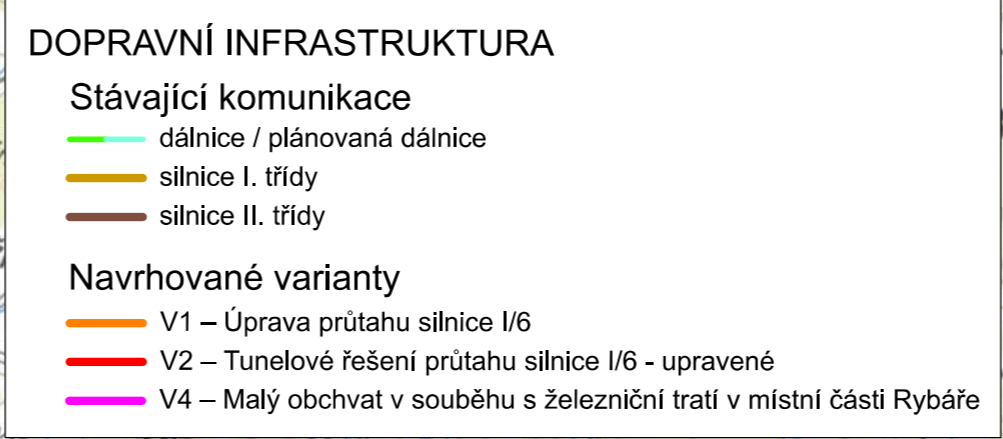 DOPRAVNÍ INFRASTRUKTURA
Stávající komunikace
dálnice / plánovaná dálnice
silnice I. třídy
silnice II. třídy
Navrhované varianty
V1 – Úprava průtahu silnice I/6
V2 – Tunelové řešení průtahu silnice I/6 - upravené
V4 – Malý obchvat v souběhu s železniční tratí v místní části Rybáře